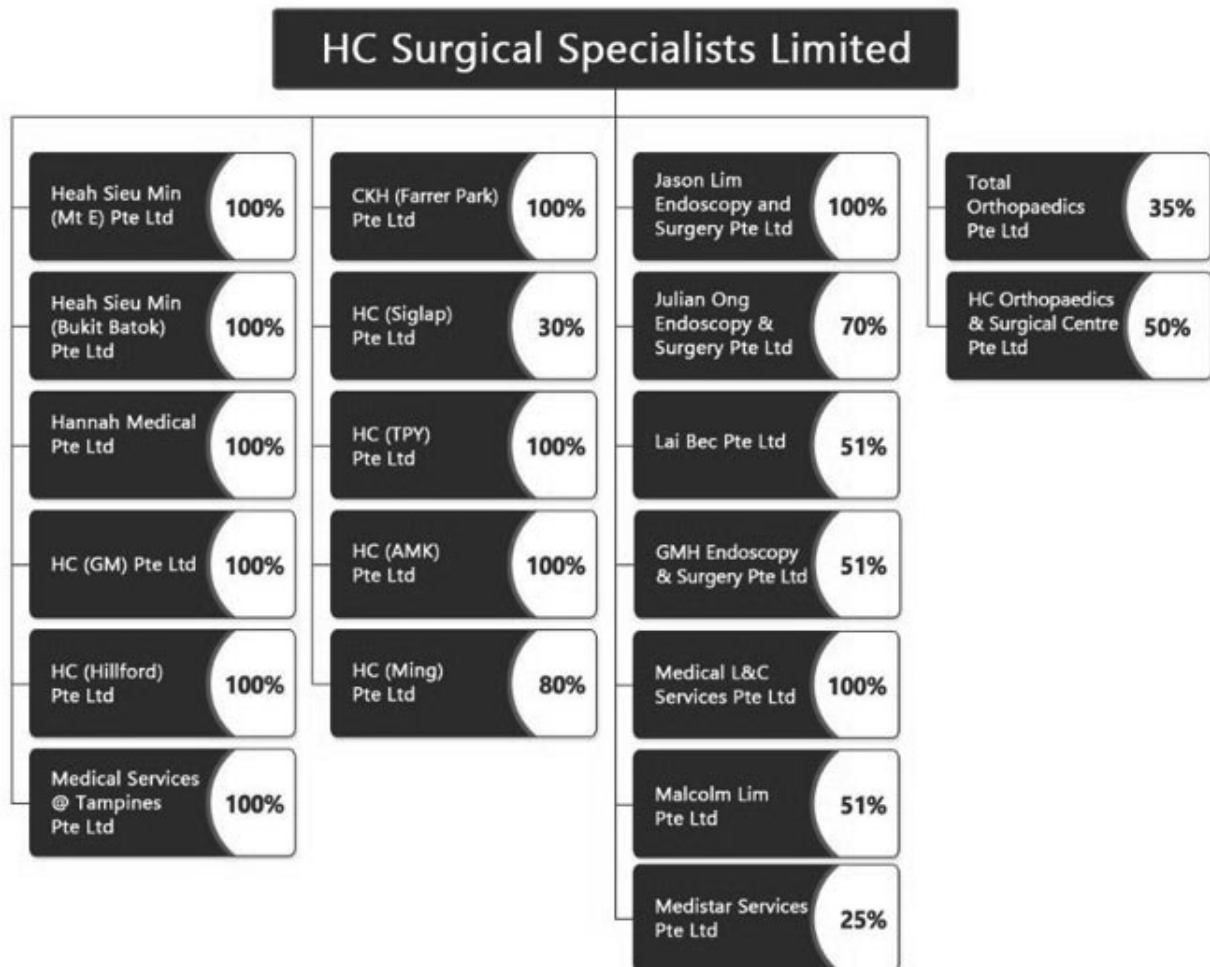 HC Surgical Specialists Limited
Heah Sieu Min
(Mt E) Pte Ltd
100%
Heah Sieu Min
(Bukit Batok)
Pte Ltd
100%
Hannah Medical
Pte Ltd
100%
HC (GM) Pte Ltd
100%
HC (Hillford)
Pte Ltd
100%
Medical Services
@ Tampines
Pte Ltd
100%
CKH (Farrer Park)
Pte Ltd
100%
HC (Siglap)
Pte Ltd
30%
HC (TPY)
Pte Ltd
100%
HC (AMK)
Pte Ltd
100%
HC (Ming)
Pte Ltd
80%
Jason Lim
Endoscopy and
Surgery Pte Ltd
100%
Julian Ong
Endoscopy &
Surgery Pte Ltd
70%
Lai Bec Pte Ltd
51%
GMH Endoscopy
& Surgery Pte Ltd
51%
Medical L&C
Services Pte Ltd
100%
Malcolm Lim
Pte Ltd
51%
Medistar Services
Pte Ltd
25%
Total
Orthopaedics
Pte Ltd
35%
HC Orthopaedics
& Surgical Centre
Pte Ltd
50%